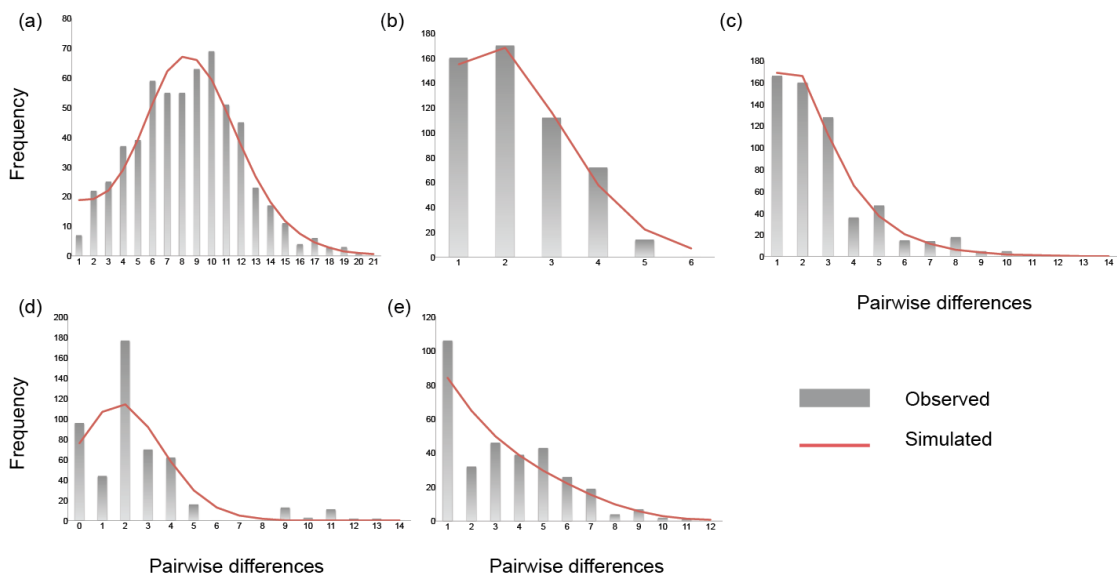 (a)
80
70
60
50
40
30
20
10
0
Frequency
1 2 3 4 5 6 7 8 9 10 11 12 13 14 15 16 17 18 19 20 21
(b)
180
160
140
120
100
80
60
40
20
0
1 2 3 4 5 6
(c)
180
160
140
120
100
80
60
40
20
0
1 2 3 4 5 6 7 8 9 10 11 12 13 14
Pairwise differences
(d)
200
180
160
140
120
100
80
60
40
20
0
Frequency
0 1 2 3 4 5 6 7 8 9 10 11 12 13 14
Pairwise differences
(e)
120
100
80
60
40
20
0
1 2 3 4 5 6 7 8 9 10 11 12
Pairwise differences
Observed
Simulated